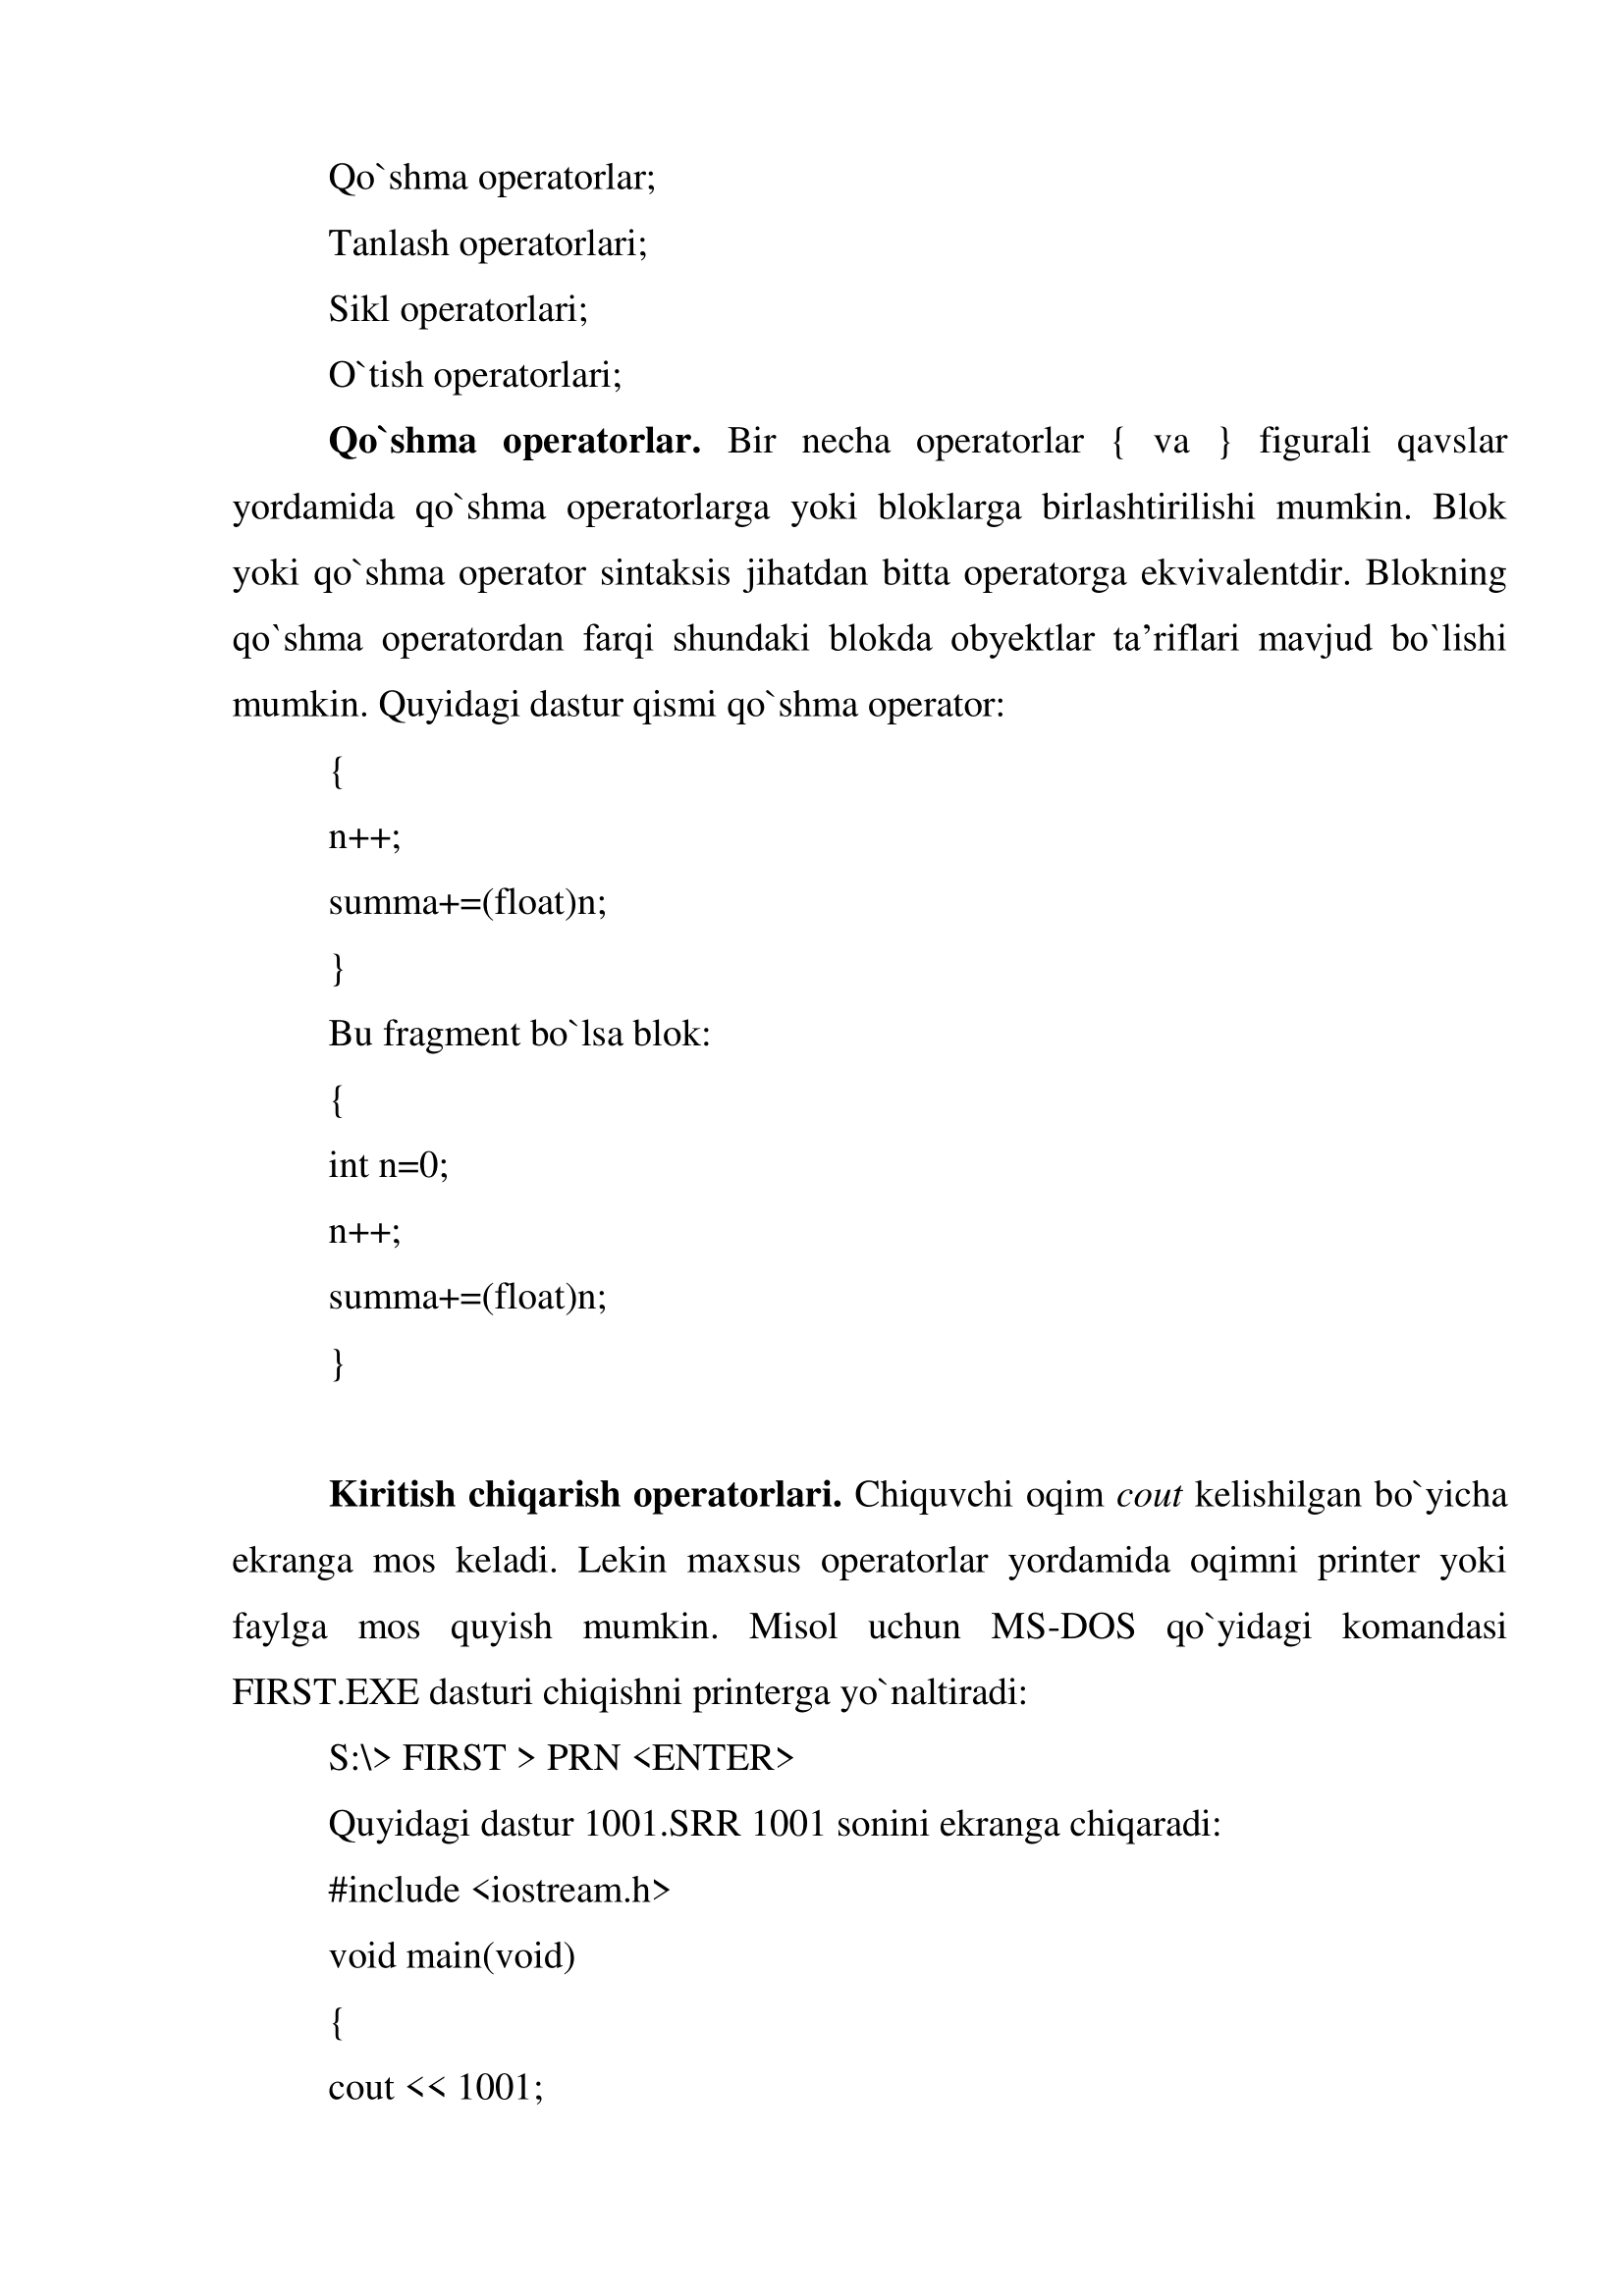 Qo`shma operatorlar;
Tanlash operatorlari;
Sikl operatorlari;
O`tish operatorlari;
Qo`shma operatorlar. Bir necha operatorlar { va } figurali qavslar
yordamida qo`shma operatorlarga yoki bloklarga birlashtirilishi mumkin. Blok
yoki qo`shma operator sintaksis jihatdan bitta operatorga ekvivalentdir. Blokning
qo`shma operatordan farqi shundaki blokda obyektlar ta’riflari mavjud bo`lishi
mumkin. Quyidagi dastur qismi qo`shma operator:
{
n++;
summa+=(float)n;
}
Bu fragment bo`lsa blok:
{
int n=0;
n++;
summa+=(float)n;
}
Kiritish chiqarish operatorlari. Chiquvchi oqim cout kelishilgan bo`yicha
ekranga mos keladi. Lekin maxsus operatorlar yordamida oqimni printer yoki
faylga mos quyish mumkin. Misol uchun MS-DOS qo`yidagi komandasi
FIRST.EXE dasturi chiqishni printerga yo`naltiradi:
S:\> FIRST > PRN <ENTER>
Quyidagi dastur 1001.SRR 1001 sonini ekranga chiqaradi:
#include <iostream.h>
void main(void)
{
cout << 1001;